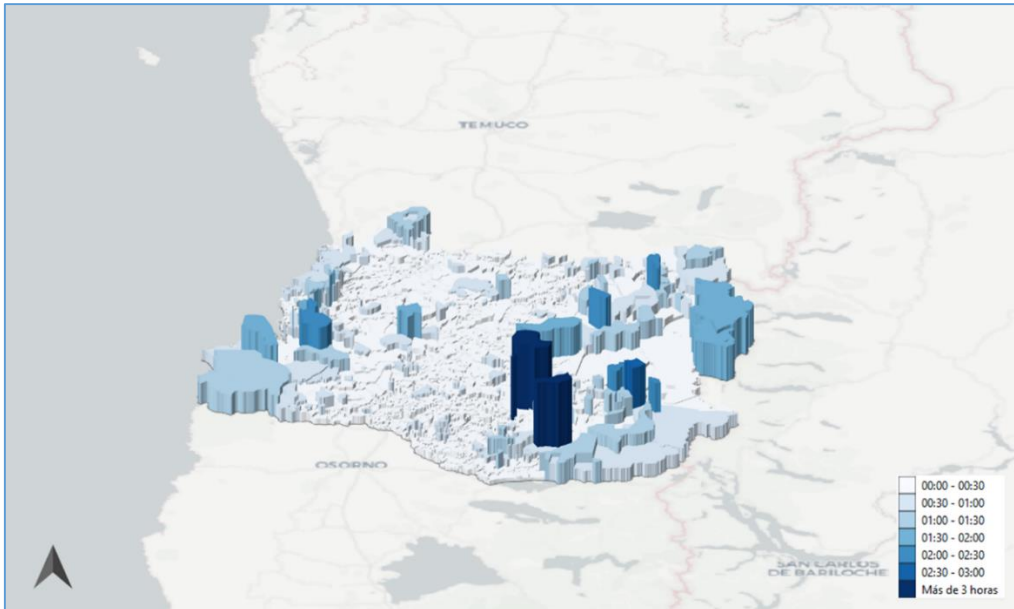 TEMUCO
OSORNO
SAN CARLOS
DE BARILOCHE
00:00 - 00:30
00:30 - 01:00
01:00 - 01:30
01:30 - 02:00
02:00 - 02:30
02:30 - 03:00
Más de 3 horas